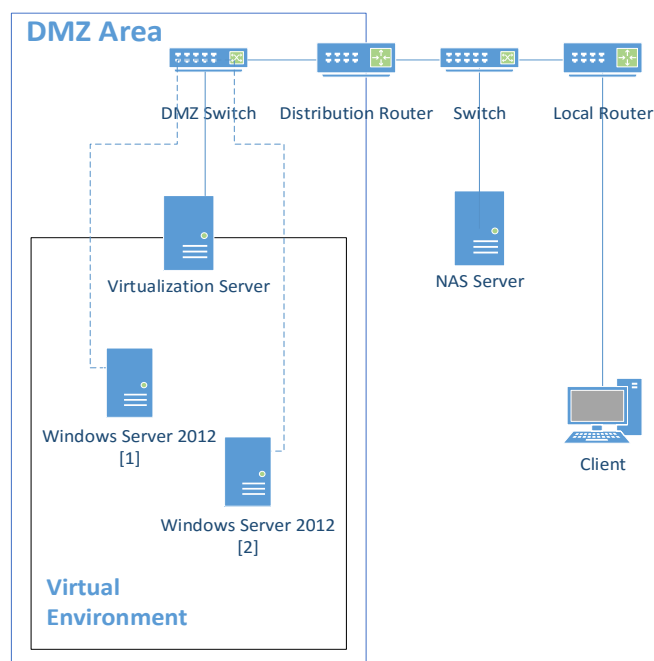 DMZ Area
DMZ Switch
Distribution Router
Switch
Local Router
Virtualization Server
NAS Server
Windows Server 2012
[1]
Client
Windows Server 2012
[2]
Virtual
Environment